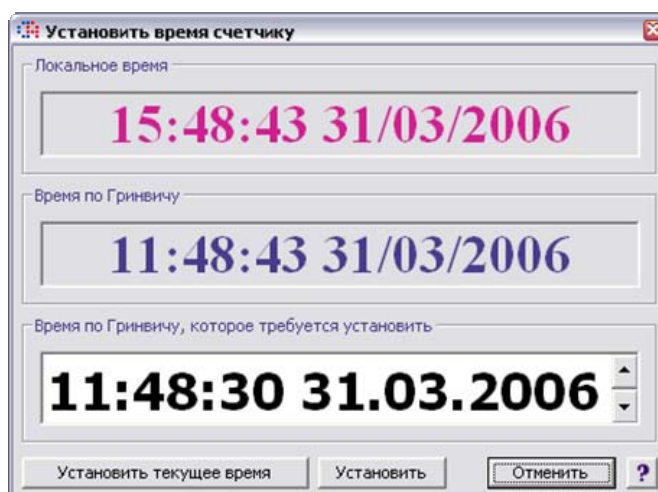 Установить время счетчику
Локальное время
15:48:43 31/03/2006
Время по Гринвичу
11:48:43 31/03/2006
Время по Гринвичу, которое требуется установить
11:48:30 31.03.2006
Установить текущее время Установить Отменить ?